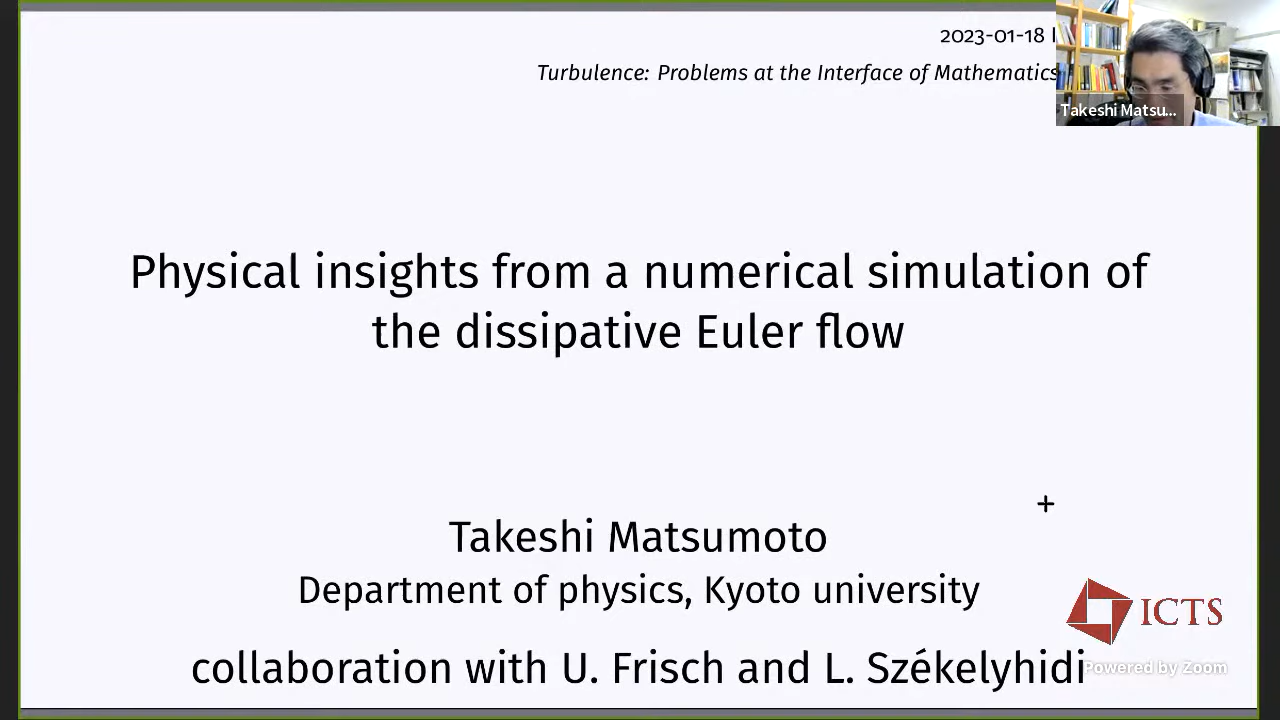 2023-01-18
Turbulence: Problems at the Interface of Mathematics
Takeshi Matsu...
Physical insights from a numerical simulation of
the dissipative Euler flow
Takeshi Matsumoto
Department of physics, Kyoto university
ICTS
collaboration with U. Frisch and L. Székelyhidi
Powered by Zoom